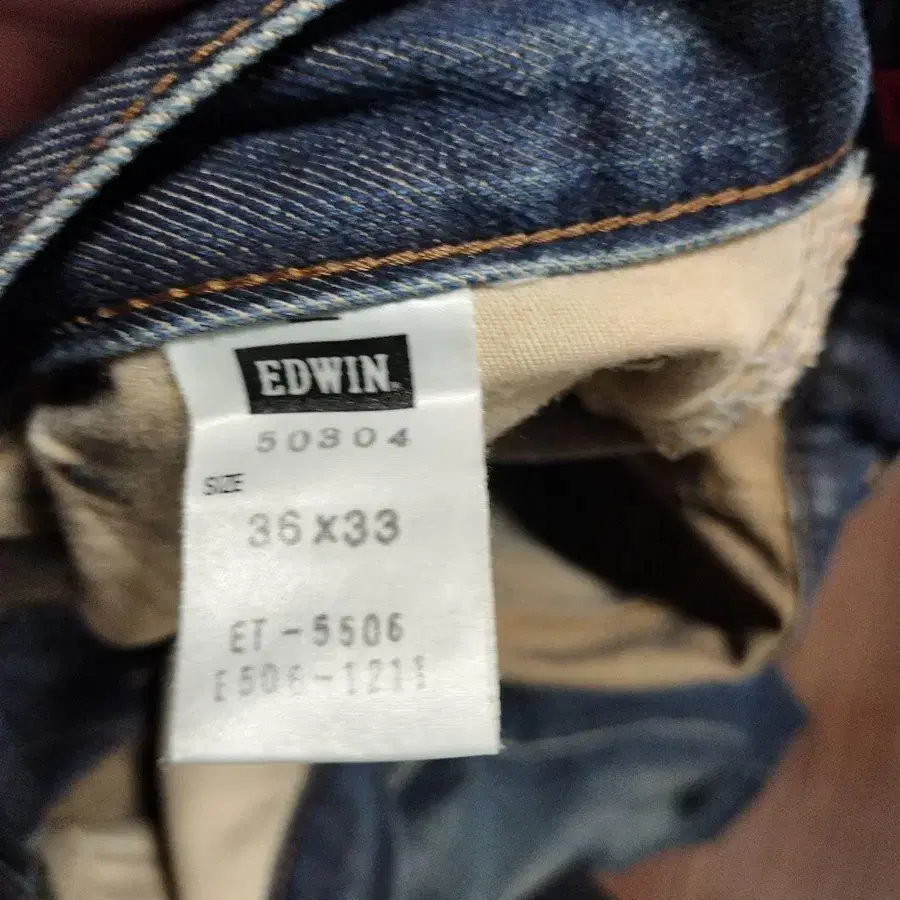 EDWIN.
50304
SIZE
36x33
ET-5506
E506-1211